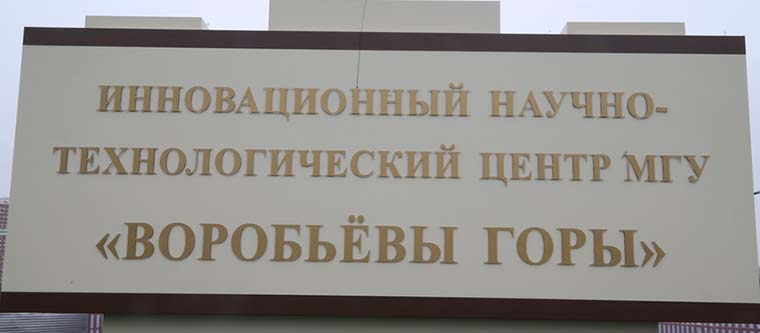 ИННОВАЦИОННЫЙ НАУЧНО-
ТЕХНОЛОГИЧЕСКИЙ ЦЕНТР МГУ
«ВОРОБЬЁВЫ ГОРЫ»